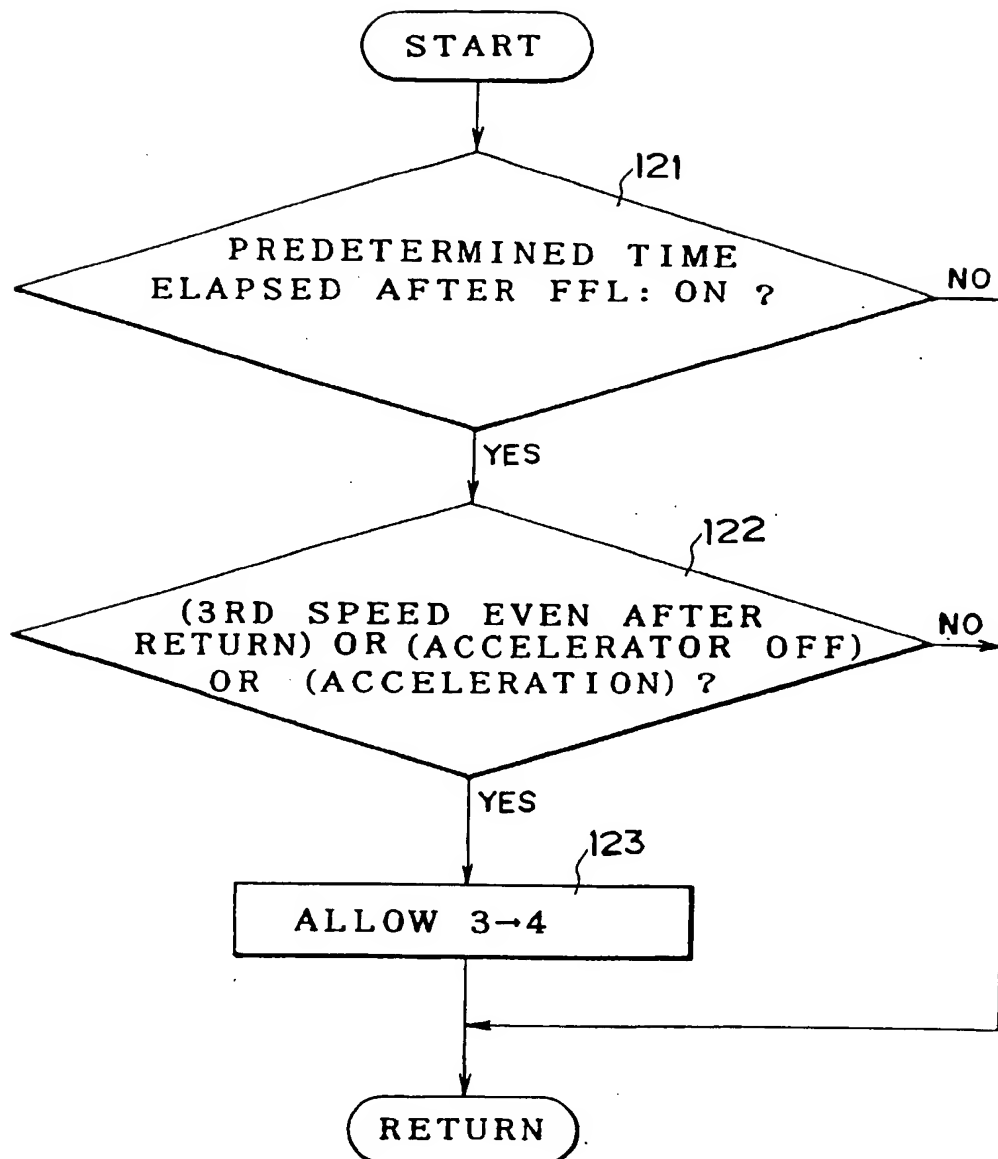 START
121
PREDETERMINED TIME
ELAPSED AFTER FFL: ON ?
NO
YES
122
(3RD SPEED EVEN AFTER
RETURN) OR (ACCELERATOR OFF)
OR (ACCELERATION) ?
NO
YES
123
ALLOW 3→4
RETURN